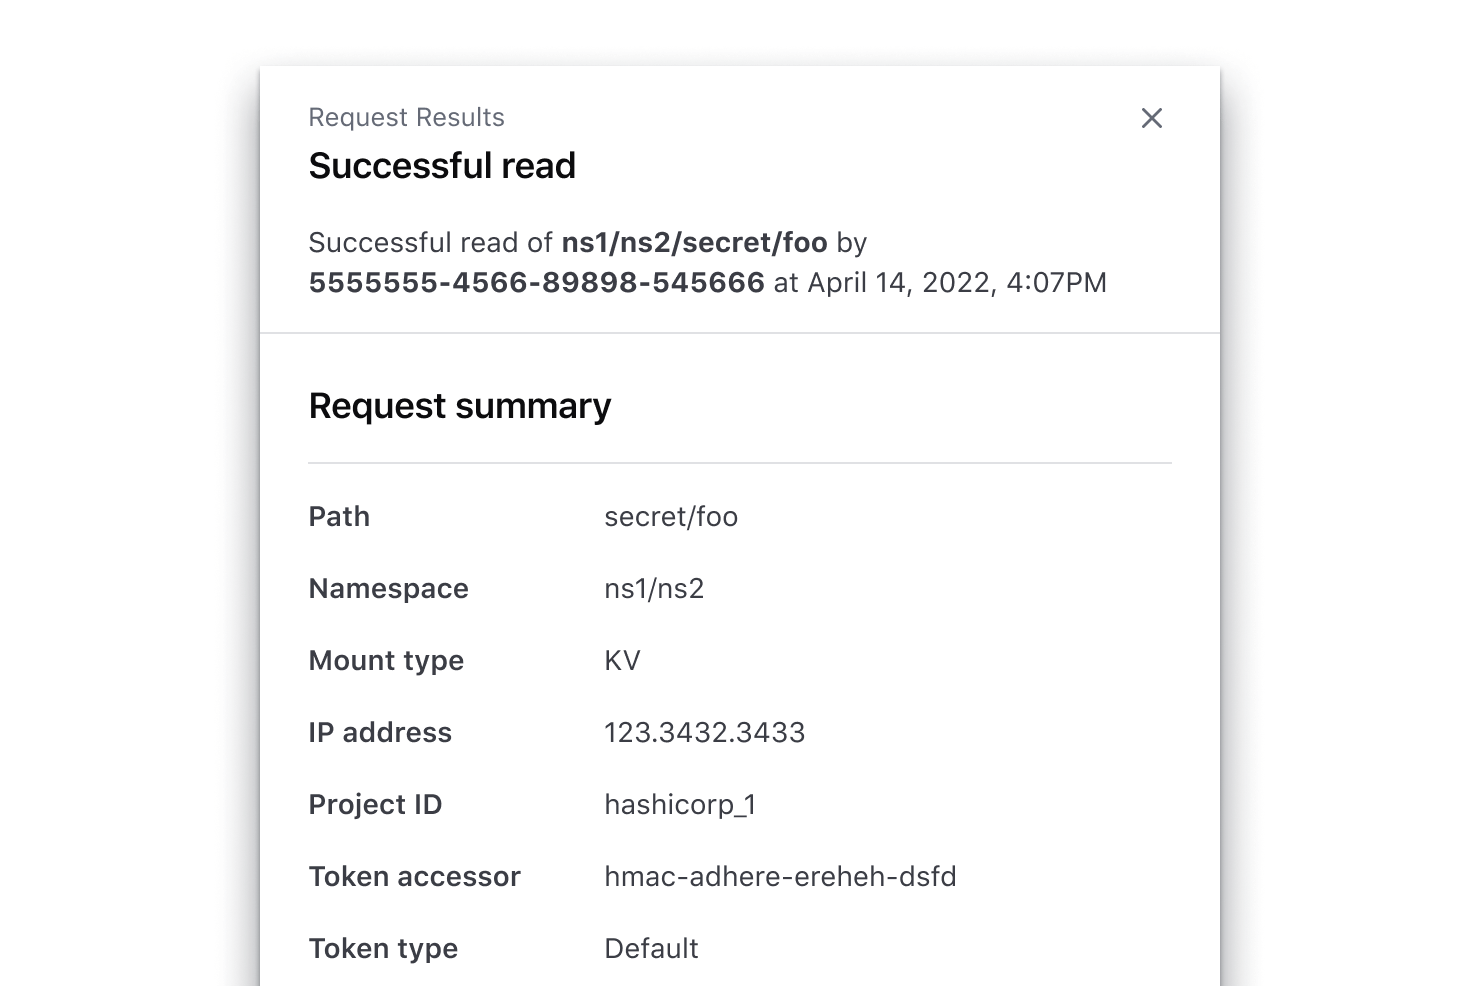 Request Results
Successful read
Successful read of ns1/ns2/secret/foo by
5555555-4566-89898-545666 at April 14, 2022, 4:07PM
Request summary
Path secret/foo
Namespace ns1/ns2
Mount type KV
IP address 123.3432.3433
Project ID hashicorp_1
Token accessor hmac-adhere-ereheh-dsfd
Token type Default